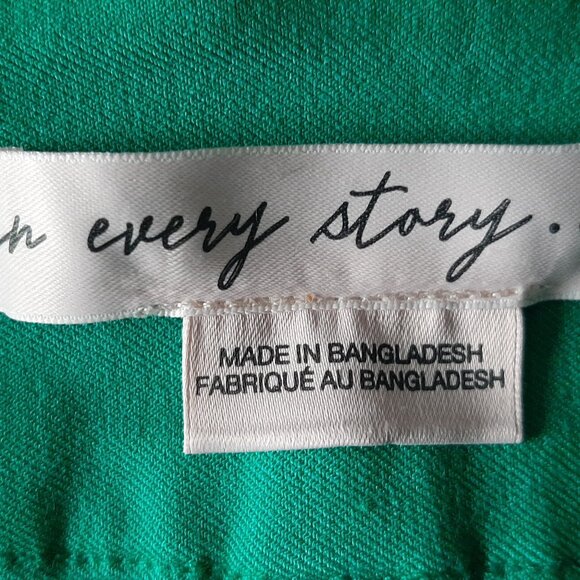 n every story.
MADE IN BANGLADESH
FABRIQUÉ AU BANGLADESH